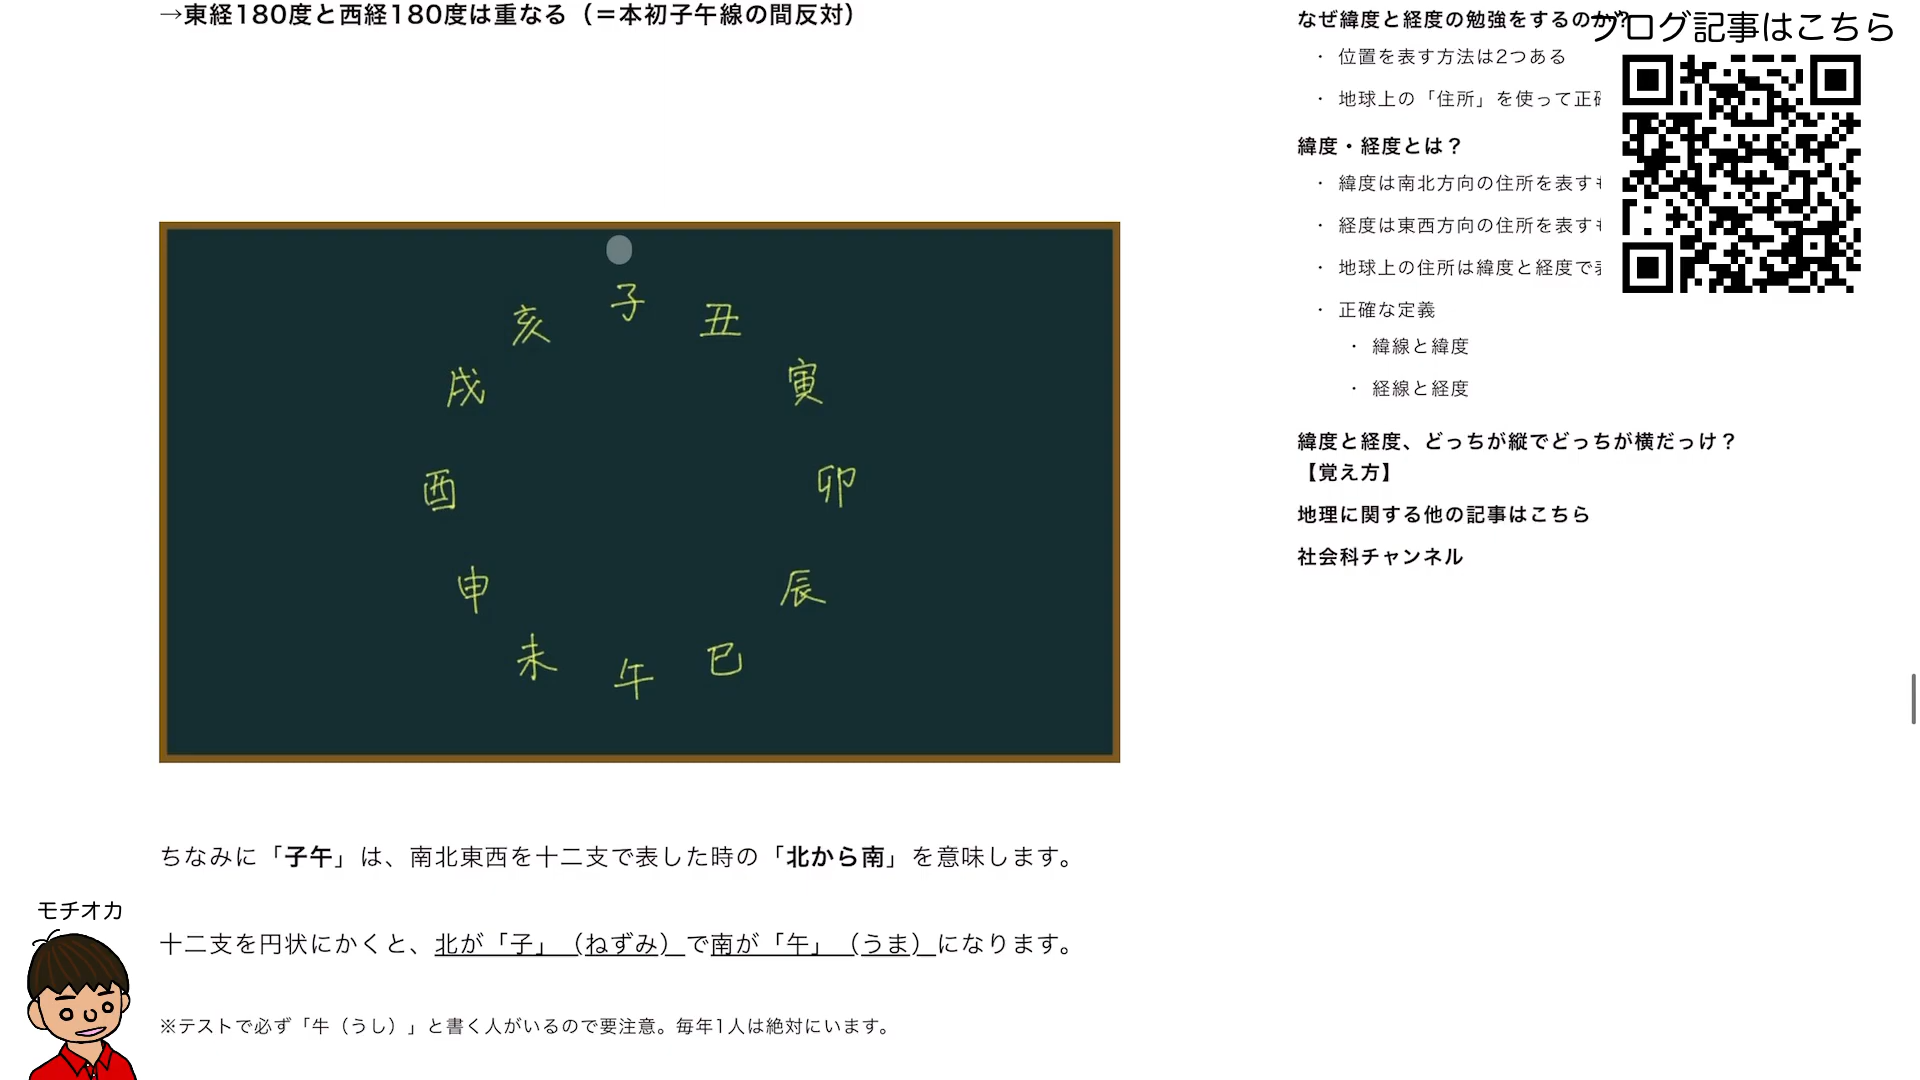 →東経180度と西経180度は重なる（＝本初子午線の間反対）
子
丑
寅
卯
辰
巳
午
未
申
酉
戌
亥
ちなみに「子午」は、南北東西を十二支で表した時の「北から南」を意味します。
十二支を円状にかくと、北が「子」（ねずみ）で南が「午」（うま）になります。
※テストで必ず「牛（うし）」と書く人がいるので要注意。毎年1人は絶対にいます。
モチオカ
なぜ緯度と経度の勉強をするのか?
・ 位置を表す方法は2つある
・ 地球上の「住所」を使って正確
緯度・経度とは？
・ 緯度は南北方向の住所を表す
・ 経度は東西方向の住所を表す
・ 地球上の住所は緯度と経度で
・ 正確な定義
・ 緯線と緯度
・ 経線と経度
緯度と経度、どっちが縦でどっちが横だっけ？
【覚え方】
地理に関する他の記事はこちら
社会科チャンネル
ブログ記事はこちら